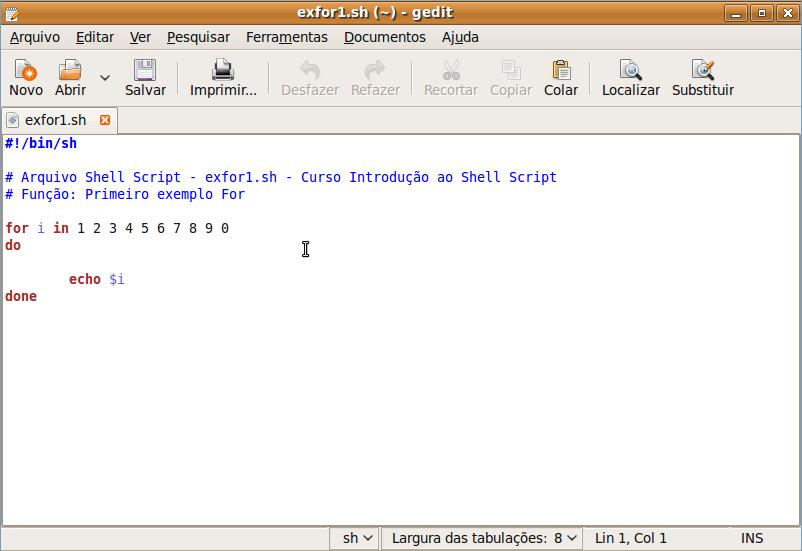 exfor1.sh (~) - gedit
Arquivo Editar Ver Pesquisar Ferramentas Documentos Ajuda
Novo Abrir Salvar Imprimir... Desfazer Refazer Recortar Copiar Colar Localizar Substituir
exfor1.sh
#!/bin/sh
# Arquivo Shell Script - exfor1.sh - Curso Introdução ao Shell Script
# Função: Primeiro exemplo For
for i in 1 2 3 4 5 6 7 8 9 0
do
echo $i
done
sh Largura das tabulações: 8 Lin 1, Col 1 INS